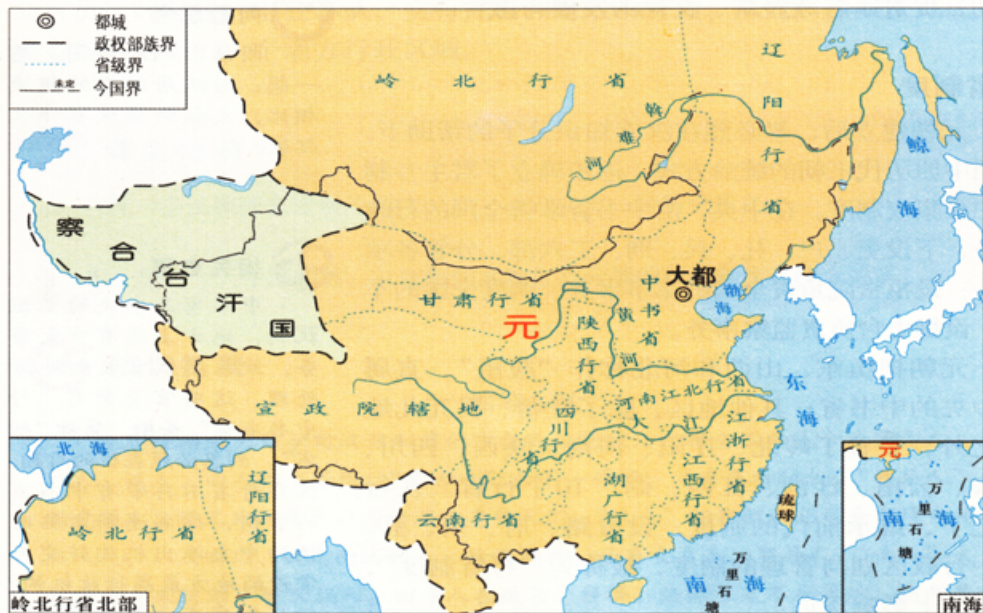 都城
政权部族界
省级界
未定
今国界
岭北行省
辽阳行省
斡难河
鲸海
察合台汗国
大都
渤海
中书省
甘肃行省
元
陕西行省
黄河
东海
宣政院辖地
四川行省
河南江北行省
大江
江浙行省
江西行省
湖广行省
云南行省
琉球
万里石塘
南海
北海
岭北行省
辽阳行省
岭北行省北部
元
万里石塘
南海
南海